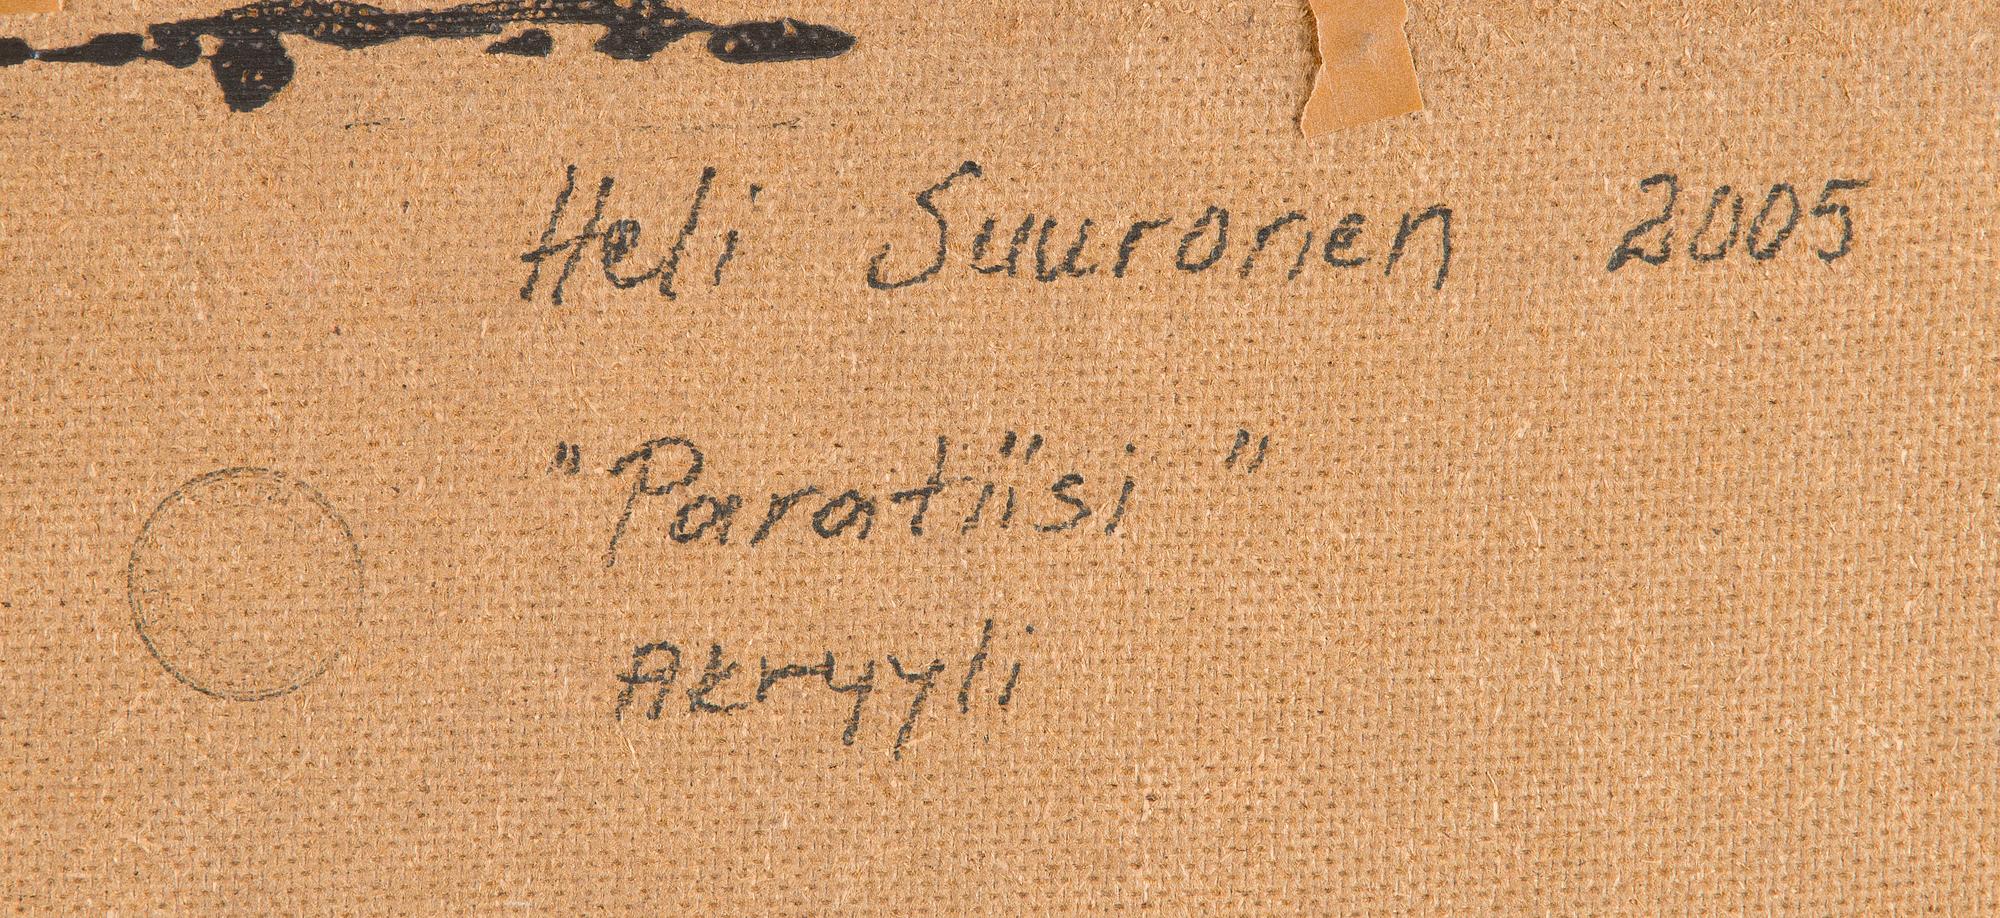 Heli Suuronen 2005
"Paratiisi"
Akryyli